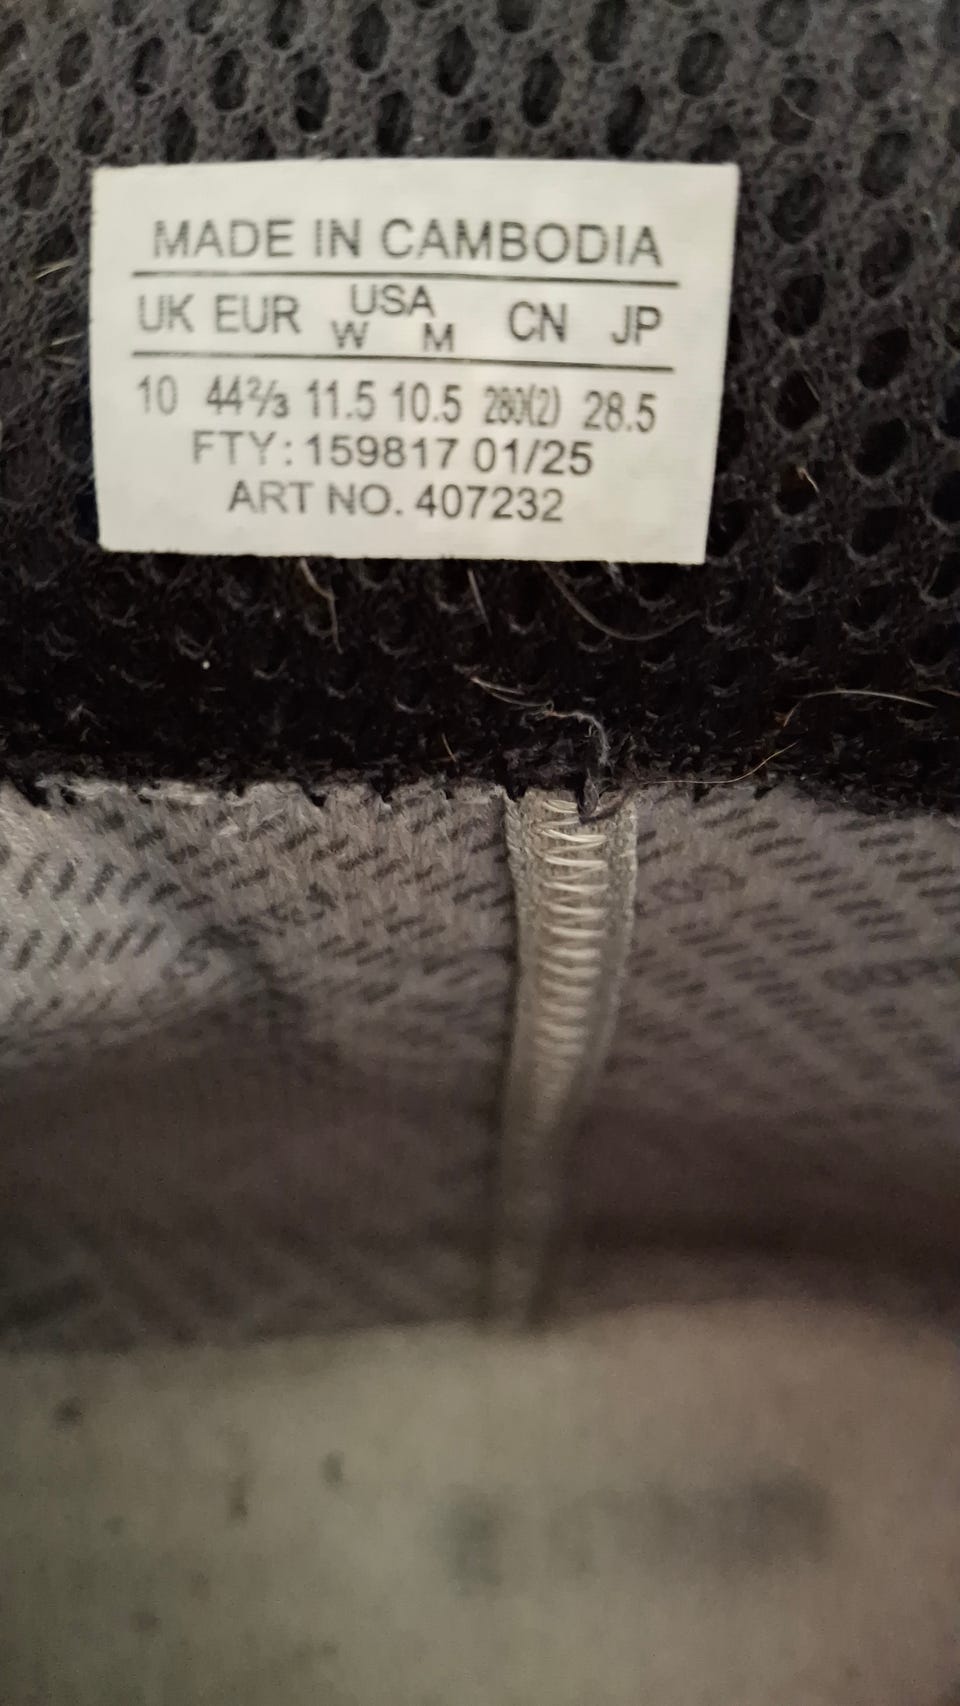 MADE IN CAMBODIA
UK EUR USA CN JP
W M
10 44⅔ 11.5 10.5 280(2) 28.5
FTY: 159817 01/25
ART NO. 407232